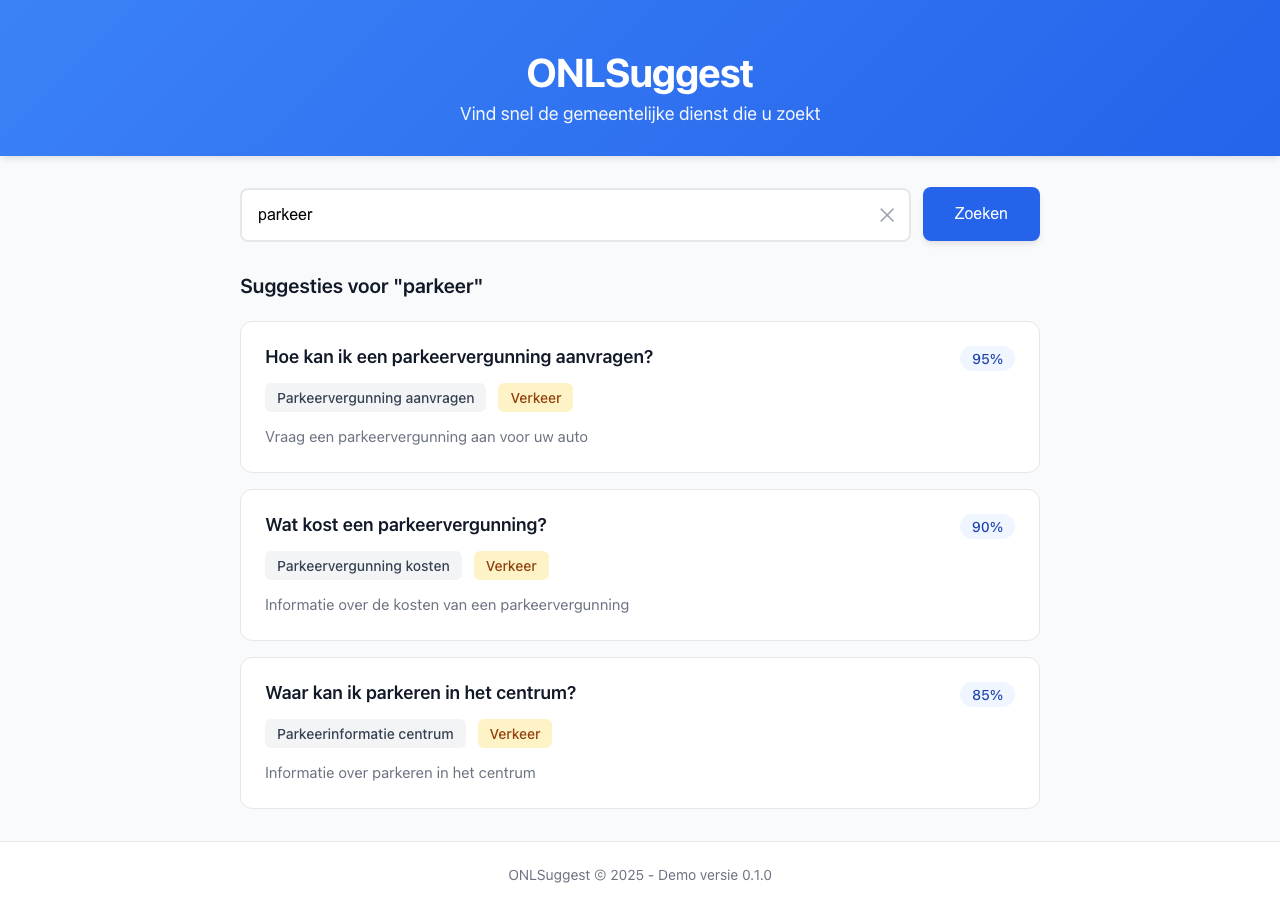 ONLSuggest
Vind snel de gemeentelijke dienst die u zoekt
parkeer
Zoeken
Suggesties voor "parkeer"
Hoe kan ik een parkeervergunning aanvragen?
95%
Parkeervergunning aanvragen Verkeer
Vraag een parkeervergunning aan voor uw auto
Wat kost een parkeervergunning?
90%
Parkeervergunning kosten Verkeer
Informatie over de kosten van een parkeervergunning
Waar kan ik parkeren in het centrum?
85%
Parkeerinformatie centrum Verkeer
Informatie over parkeren in het centrum
ONLSuggest © 2025 - Demo versie 0.1.0